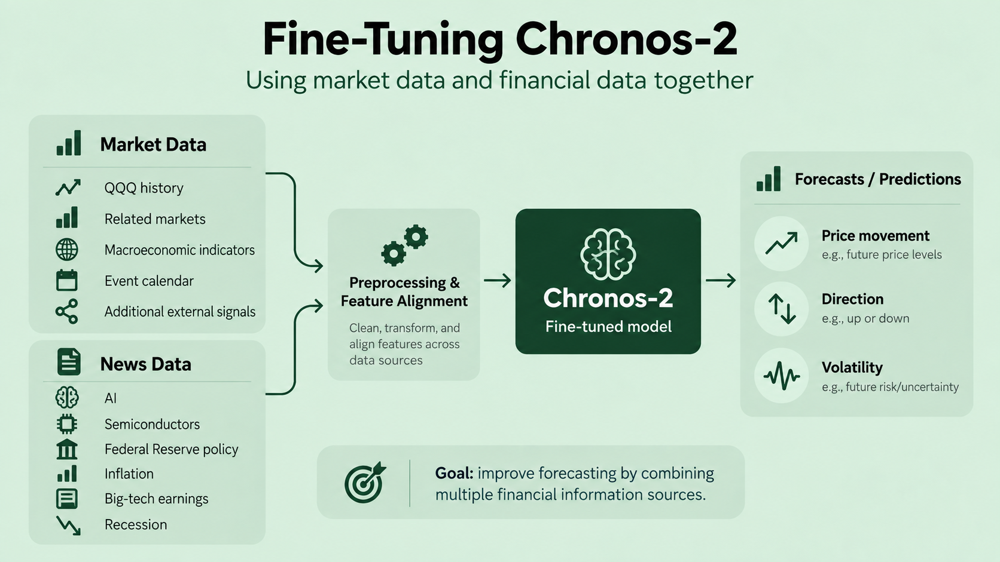 Fine-Tuning Chronos-2
Using market data and financial data together
Market Data
QQQ history
Related markets
Macroeconomic indicators
Event calendar
Additional external signals
News Data
AI
Semiconductors
Federal Reserve policy
Inflation
Big-tech earnings
Recession
Preprocessing &
Feature Alignment
Clean, transform, and
align features across
data sources
Chronos-2
Fine-tuned model
Forecasts / Predictions
Price movement
e.g., future price levels
Direction
e.g., up or down
Volatility
e.g., future risk/uncertainty
Goal: improve forecasting by combining
multiple financial information sources.